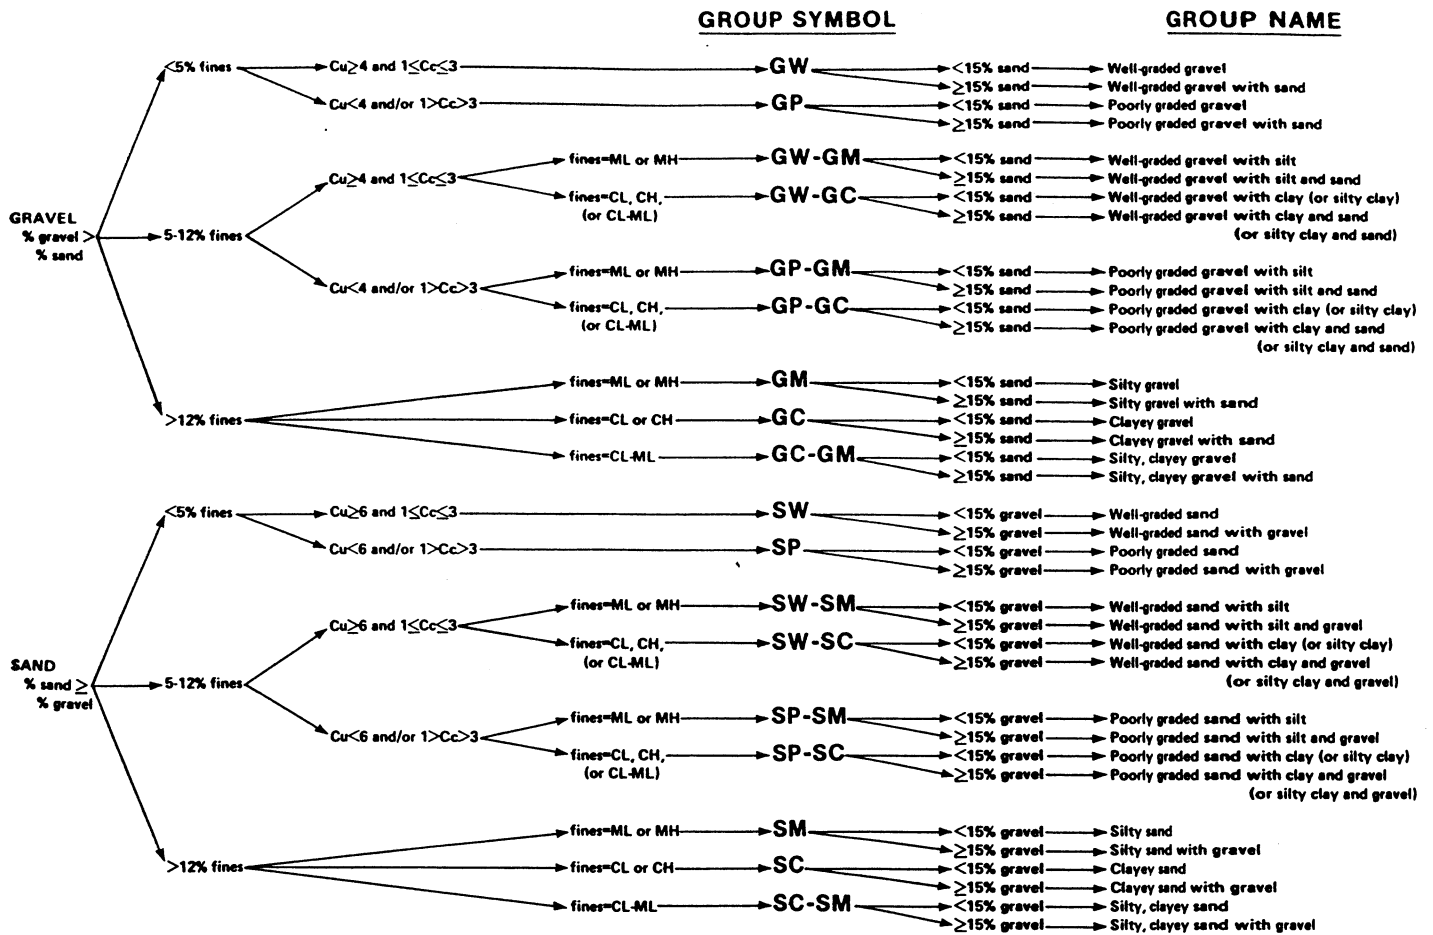 GROUP SYMBOL GROUP NAME
<5% fines Cu≥4 and 1≤Cc≤3 GW <15% sand Well-graded gravel
≥15% sand Well-graded gravel with sand
Cu<4 and/or 1>Cc>3 GP <15% sand Poorly graded gravel
≥15% sand Poorly graded gravel with sand
fines=ML or MH GW-GM <15% sand Well-graded gravel with silt
Cu≥4 and 1≤Cc≤3 ≥15% sand Well-graded gravel with silt and sand
fines=CL, CH, GW-GC <15% sand Well-graded gravel with clay (or silty clay)
(or CL-ML) ≥15% sand Well-graded gravel with clay and sand
GRAVEL
% gravel > 5-12% fines (or silty clay and sand)
% sand
fines=ML or MH GP-GM <15% sand Poorly graded gravel with silt
Cu<4 and/or 1>Cc>3 ≥15% sand Poorly graded gravel with silt and sand
fines=CL, CH, GP-GC <15% sand Poorly graded gravel with clay (or silty clay)
(or CL-ML) ≥15% sand Poorly graded gravel with clay and sand
(or silty clay and sand)
fines=ML or MH GM <15% sand Silty gravel
≥15% sand Silty gravel with sand
>12% fines fines=CL or CH GC <15% sand Clayey gravel
≥15% sand Clayey gravel with sand
fines=CL-ML GC-GM <15% sand Silty, clayey gravel
≥15% sand Silty, clayey gravel with sand
<5% fines Cu≥6 and 1≤Cc≤3 SW <15% gravel Well-graded sand
≥15% gravel Well-graded sand with gravel
Cu<6 and/or 1>Cc>3 SP <15% gravel Poorly graded sand
≥15% gravel Poorly graded sand with gravel
fines=ML or MH SW-SM <15% gravel Well-graded sand with silt
Cu≥6 and 1≤Cc≤3 ≥15% gravel Well-graded sand with silt and gravel
fines=CL, CH, SW-SC <15% gravel Well-graded sand with clay (or silty clay)
(or CL-ML) ≥15% gravel Well-graded sand with clay and gravel
SAND
% sand ≥ 5-12% fines (or silty clay and gravel)
% gravel
fines=ML or MH SP-SM <15% gravel Poorly graded sand with silt
Cu<6 and/or 1>Cc>3 ≥15% gravel Poorly graded sand with silt and gravel
fines=CL, CH, SP-SC <15% gravel Poorly graded sand with clay (or silty clay)
(or CL-ML) ≥15% gravel Poorly graded sand with clay and gravel
(or silty clay and gravel)
fines=ML or MH SM <15% gravel Silty sand
≥15% gravel Silty sand with gravel
>12% fines fines=CL or CH SC <15% gravel Clayey sand
≥15% gravel Clayey sand with gravel
fines=CL-ML SC-SM <15% gravel Silty, clayey sand
≥15% gravel Silty, clayey sand with gravel